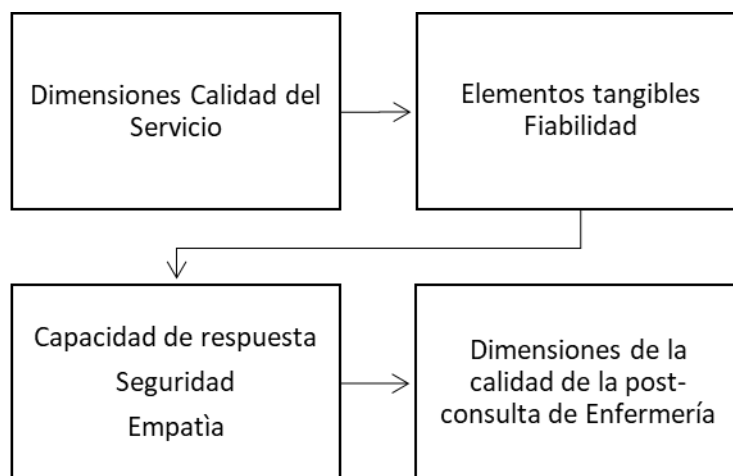 Dimensiones Calidad del
Servicio
Elementos tangibles
Fiabilidad
Capacidad de respuesta
Seguridad
Empatìa
Dimensiones de la
calidad de la post-
consulta de Enfermería